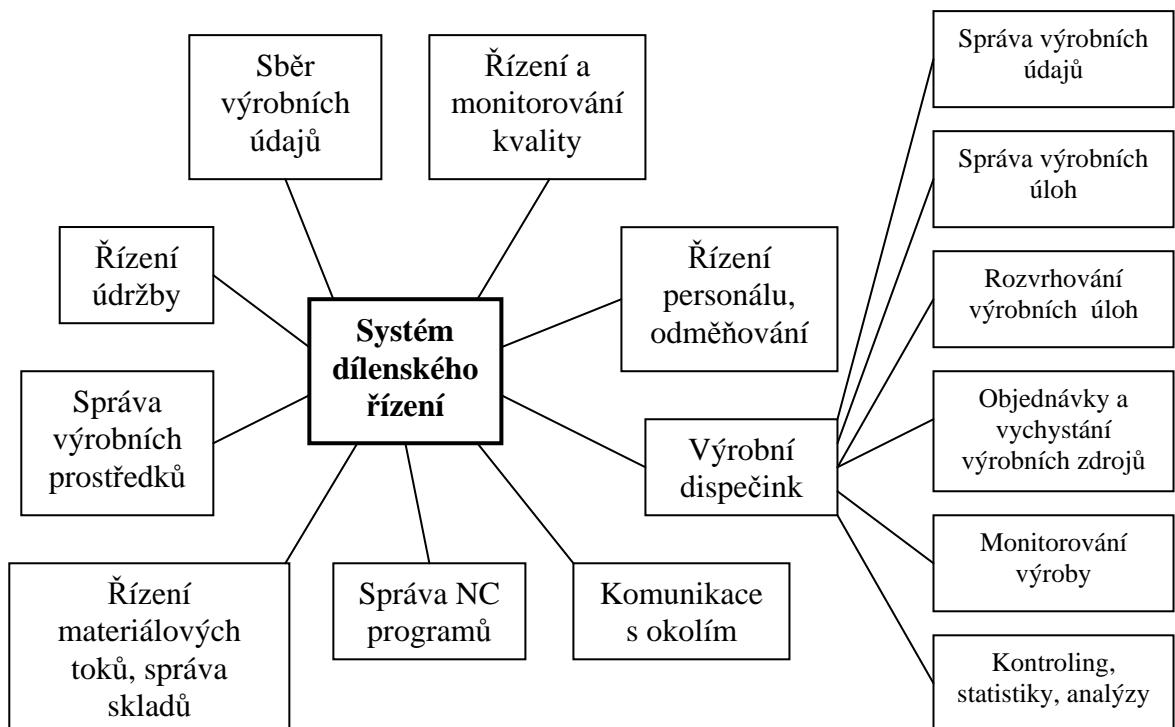 Sběr
výrobních
údajů
Řízení a
monitorování
kvality
Řízení
údržby
Řízení
personálu,
odměňování
Systém
dílenského
řízení
Správa
výrobních
prostředků
Výrobní
dispečink
Řízení
materiálových
toků, správa
skladů
Správa NC
programů
Komunikace
s okolím
Správa výrobních
údajů
Správa výrobních
úloh
Rozvrhování
výrobních úloh
Objednávky a
vychystání
výrobních zdrojů
Monitorování
výroby
Kontroling,
statistiky, analýzy